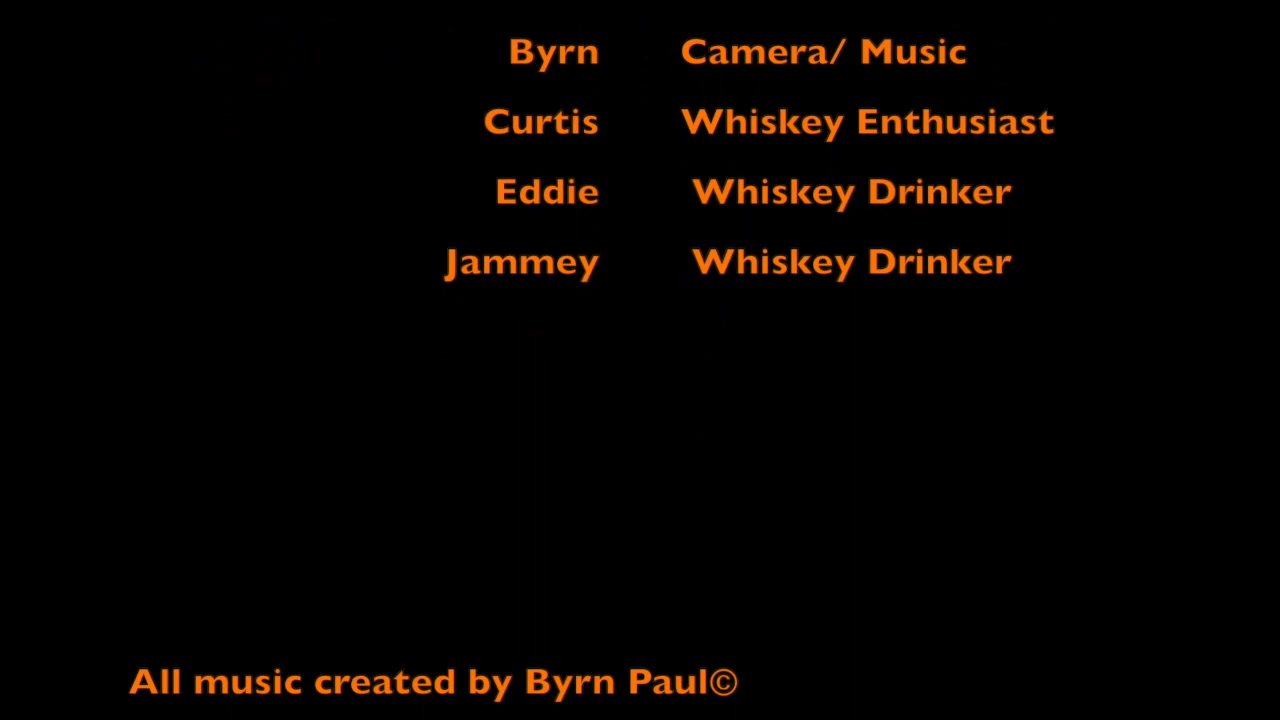 Byrn Camera/ Music
Curtis Whiskey Enthusiast
Eddie Whiskey Drinker
Jammey Whiskey Drinker
All music created by Byrn Paul©